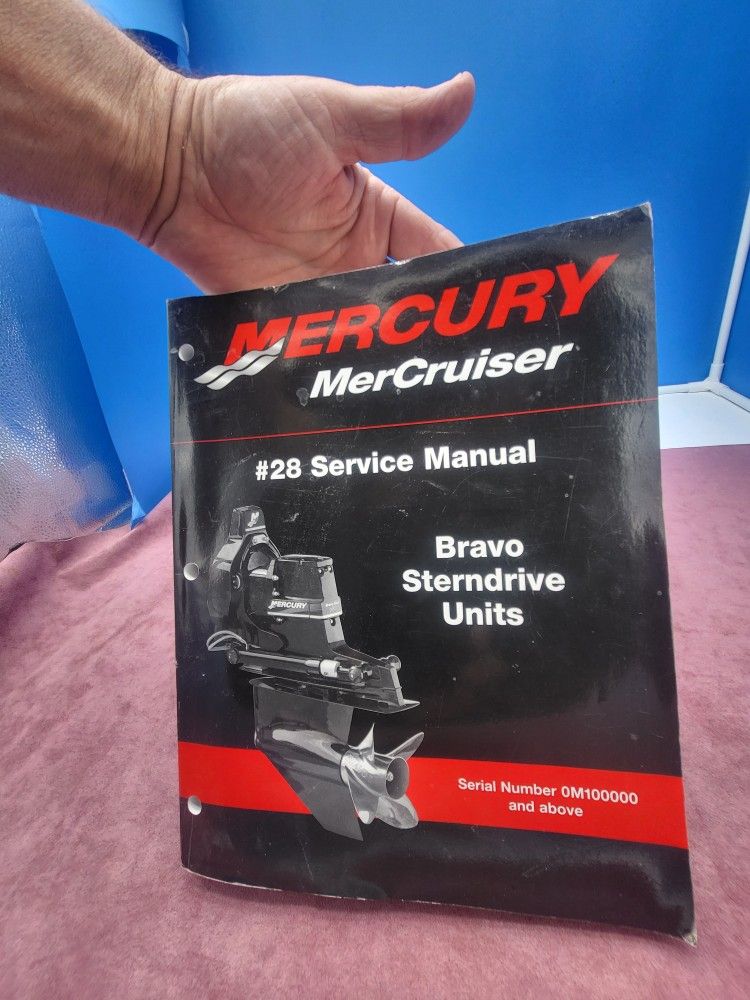 MERCURY
MerCruiser
#28 Service Manual
Bravo
Sterndrive
Units
MERCURY
Serial Number 0M100000
and above